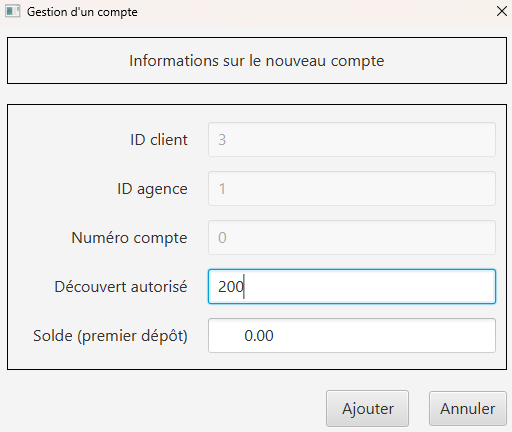 Gestion d'un compte
Informations sur le nouveau compte
ID client 3
ID agence 1
Numéro compte 0
Découvert autorisé 200
Solde (premier dépôt) 0.00
Ajouter Annuler